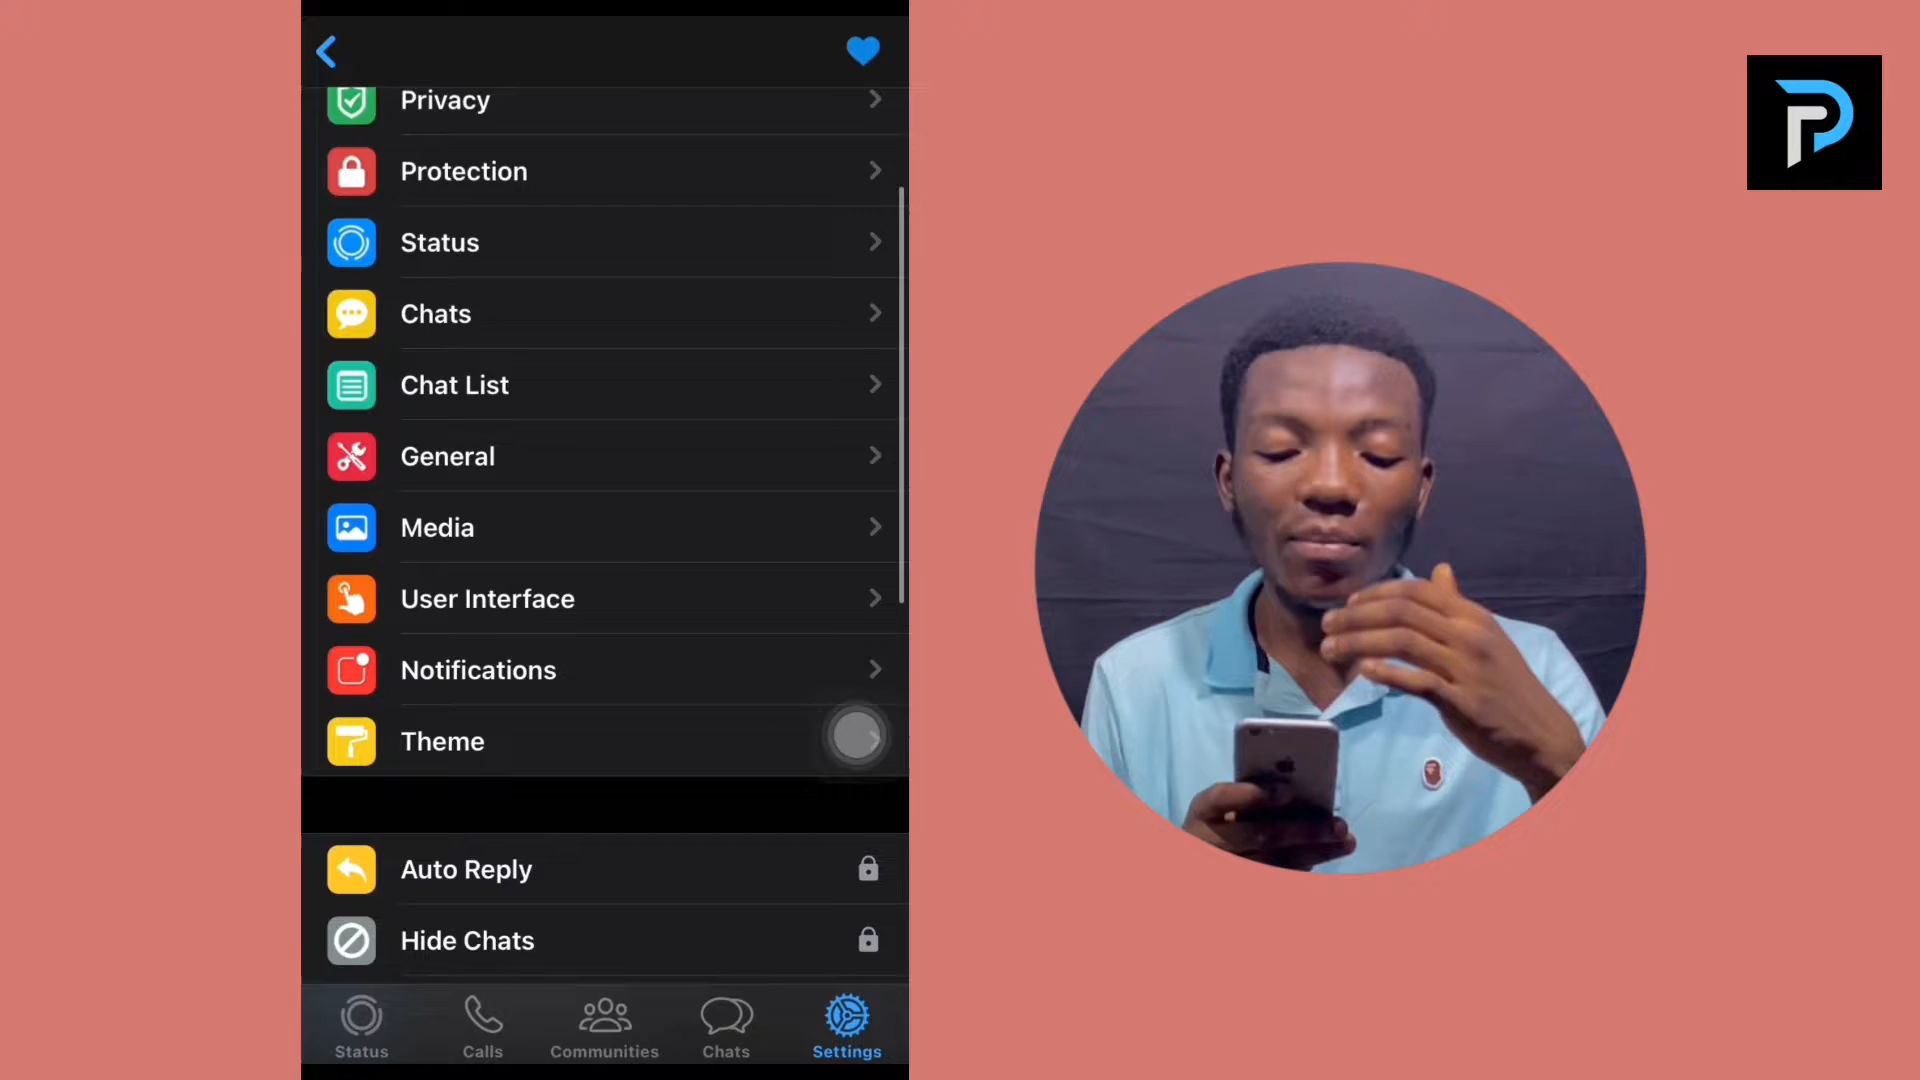 Privacy
Protection
Status
Chats
Chat List
General
Media
User Interface
Notifications
Theme
Auto Reply
Hide Chats
Status
Calls
Communities
Chats
Settings